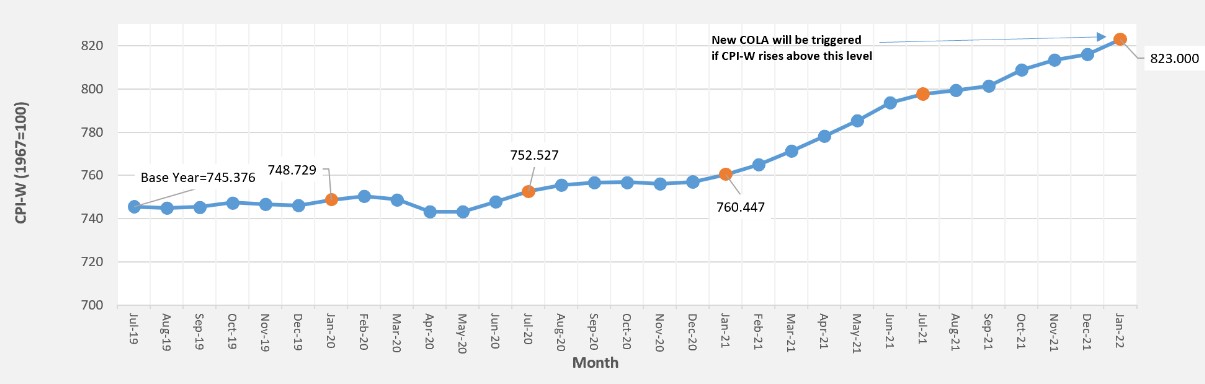 New COLA will be triggered
if CPI-W rises above this level
823.000
820
800
780
760
740
720
700
CPI-W (1967=100)
Base Year=745.376
748.729
752.527
760.447
Jul-19
Aug-19
Sep-19
Oct-19
Nov-19
Dec-19
Jan-20
Feb-20
Mar-20
Apr-20
May-20
Jun-20
Jul-20
Aug-20
Sep-20
Oct-20
Nov-20
Dec-20
Jan-21
Feb-21
Mar-21
Apr-21
May-21
Jun-21
Jul-21
Aug-21
Sep-21
Oct-21
Nov-21
Dec-21
Jan-22
Month